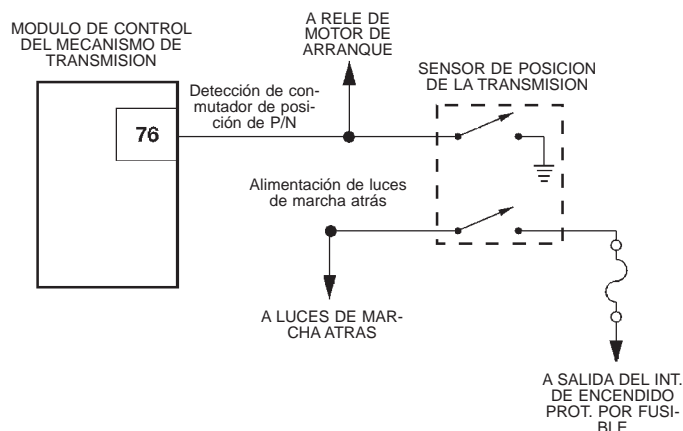 MODULO DE CONTROL
DEL MECANISMO DE
TRANSMISION
76
Detección de con-
mutador de posi-
ción de P/N
A RELE DE
MOTOR DE
ARRANQUE
SENSOR DE POSICION
DE LA TRANSMISION
Alimentación de luces
de marcha atrás
A LUCES DE MAR-
CHA ATRAS
A SALIDA DEL INT.
DE ENCENDIDO
PROT. POR FUSI-
BLE